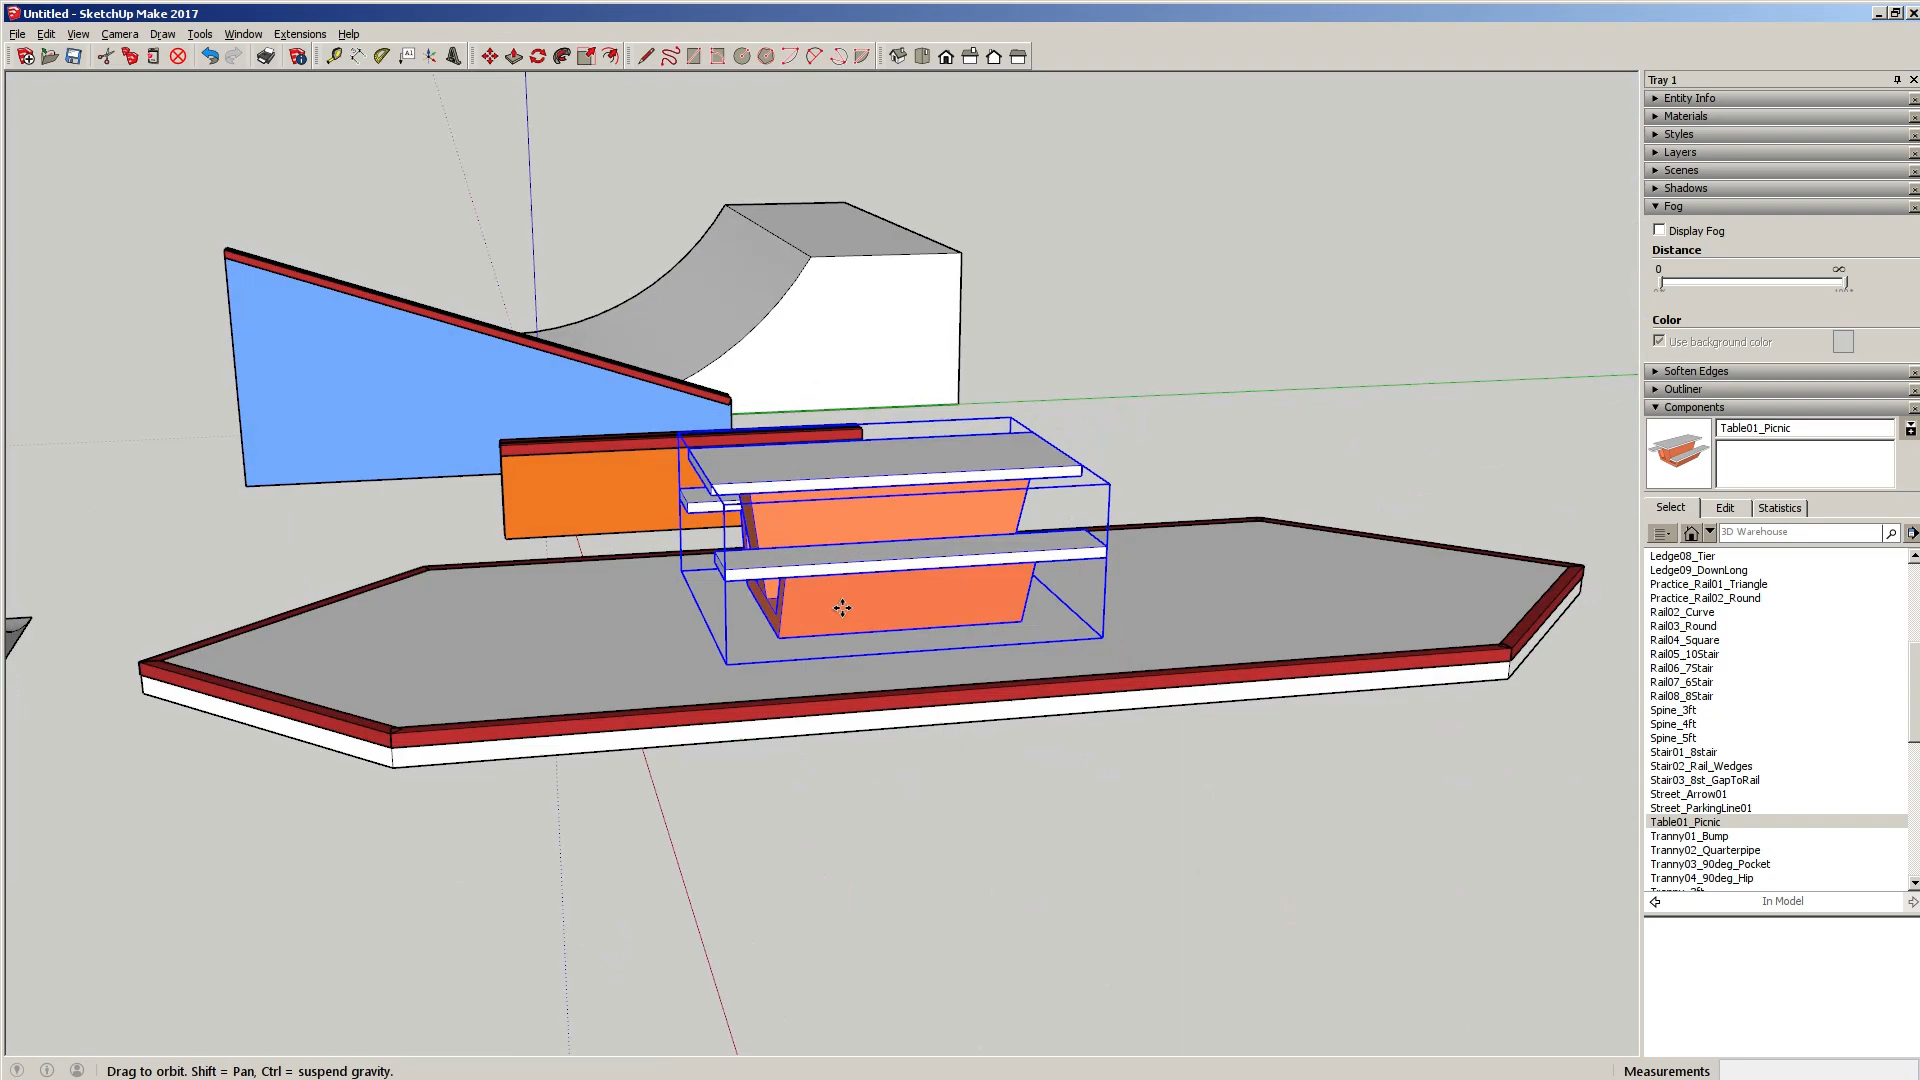 Untitled - SketchUp Make 2017
File Edit View Camera Draw Tools Window Extensions Help
A1
Tray 1
Entity Info
Materials
Styles
Layers
Scenes
Shadows
Fog
Display Fog
Distance
0 ∞
Color
Use background color
Soften Edges
Outliner
Components
Table01_Picnic
Select Edit Statistics
3D Warehouse
Ledge08_Tier
Ledge09_DownLong
Practice_Rail01_Triangle
Practice_Rail02_Round
Rail02_Curve
Rail03_Round
Rail04_Square
Rail05_10Stair
Rail06_7Stair
Rail07_6Stair
Rail08_8Stair
Spine_3ft
Spine_4ft
Spine_5ft
Stair01_8stair
Stair02_Rail_Wedges
Stair03_8st_GapToRail
Street_Arrow01
Street_ParkingLine01
Table01_Picnic
Tranny01_Bump
Tranny02_Quarterpipe
Tranny03_90deg_Pocket
Tranny04_90deg_Hip
In Model
Drag to orbit. Shift = Pan, Ctrl = suspend gravity.
Measurements